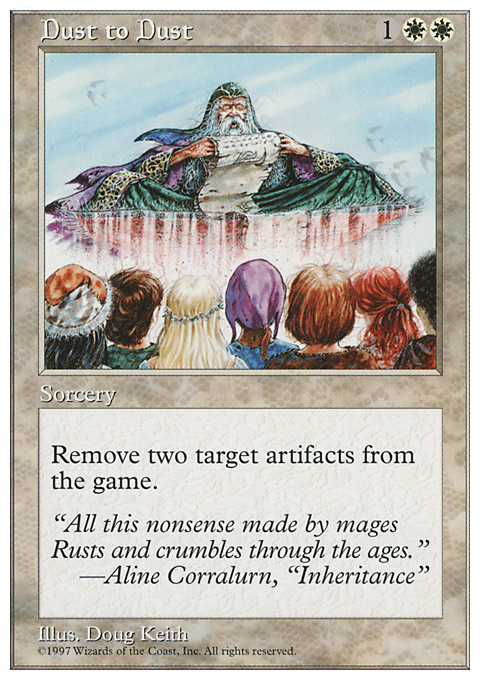 Dust to Dust 1
Sorcery
Remove two target artifacts from
the game.
“All this nonsense made by mages
Rusts and crumbles through the ages.”
—Aline Corralurn, “Inheritance”
Illus. Doug Keith
©1997 Wizards of the Coast, Inc. All rights reserved.